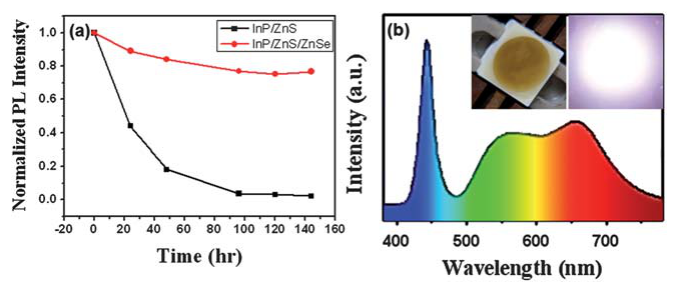 (a)
InP/ZnS
InP/ZnS/ZnSe
Normalized PL Intensity
1.0
0.8
0.6
0.4
0.2
0.0
-20 0 20 40 60 80 100 120 140 160
Time (hr)
(b)
Intensity (a.u.)
400 500 600 700
Wavelength (nm)